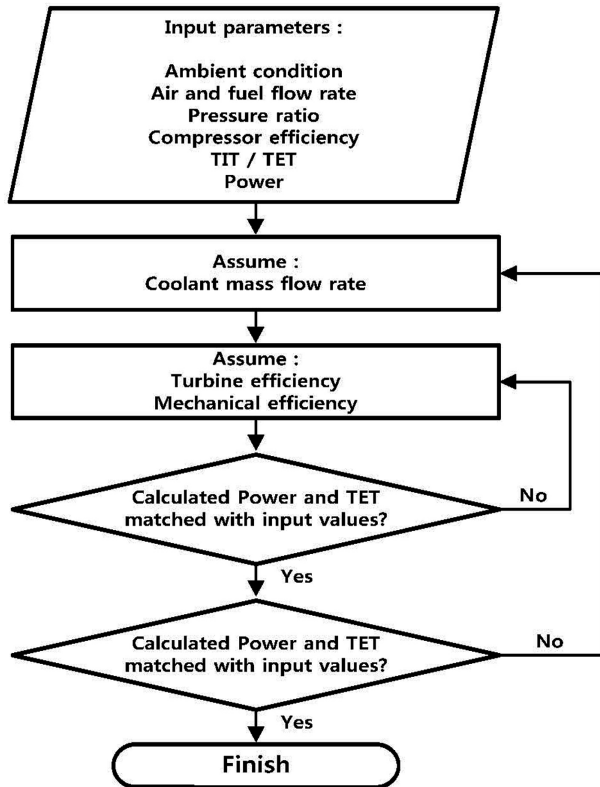 Input parameters :
Ambient condition
Air and fuel flow rate
Pressure ratio
Compressor efficiency
TIT / TET
Power
Assume :
Coolant mass flow rate
Assume :
Turbine efficiency
Mechanical efficiency
Calculated Power and TET
matched with input values?
No
Yes
Calculated Power and TET
matched with input values?
No
Yes
Finish